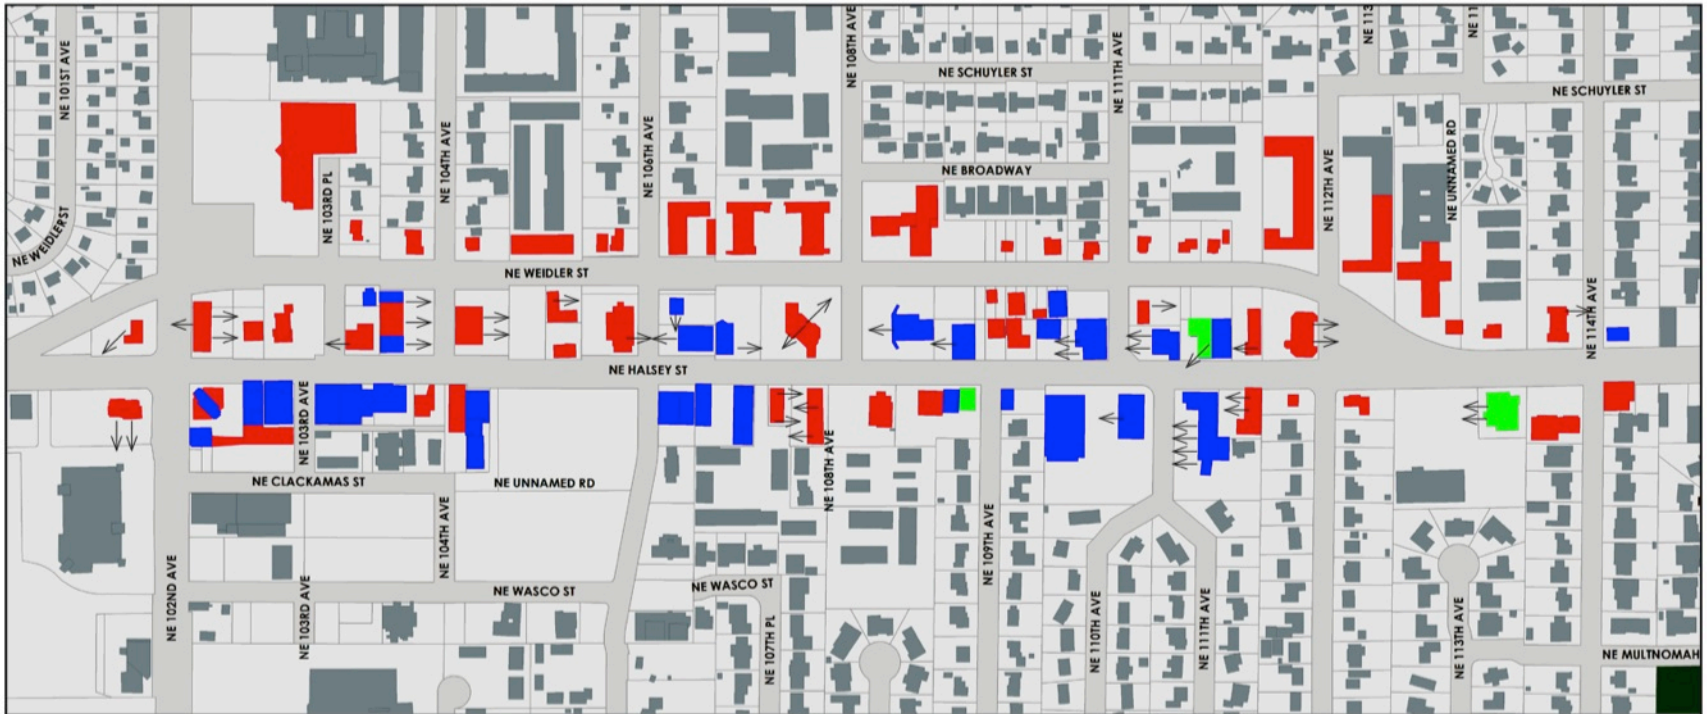 NE 101ST AVE
NE WEIDLER ST
NE 103RD PL
NE 104TH AVE
NE 106TH AVE
NE 108TH AVE
NE SCHUYLER ST
NE 111TH AVE
NE BROADWAY
NE 113
NE 11
NE SCHUYLER ST
NE 112TH AVE
NE UNNAMED RD
NE WEIDLER ST
NE 114TH AVE
NE HALSEY ST
NE 103RD AVE
NE CLACKAMAS ST
NE UNNAMED RD
NE 108TH AVE
NE 102ND AVE
NE 104TH AVE
NE 109TH AVE
NE WASCO ST
NE WASCO ST
NE 103RD AVE
NE 107TH PL
NE 110TH AVE
NE 111TH AVE
NE 113TH AVE
NE MULTNOMAH